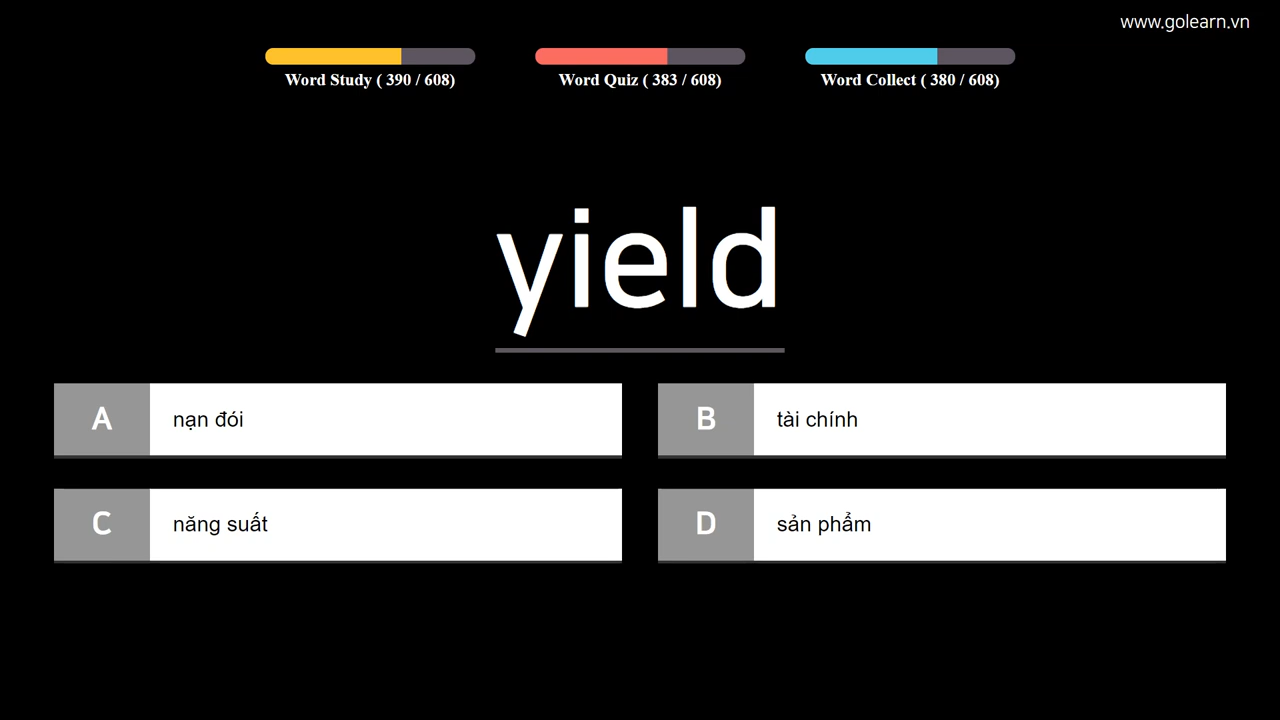 www.golearn.vn
Word Study ( 390 / 608)
Word Quiz ( 383 / 608)
Word Collect ( 380 / 608)
yield
A nạn đói
B tài chính
C năng suất
D sản phẩm